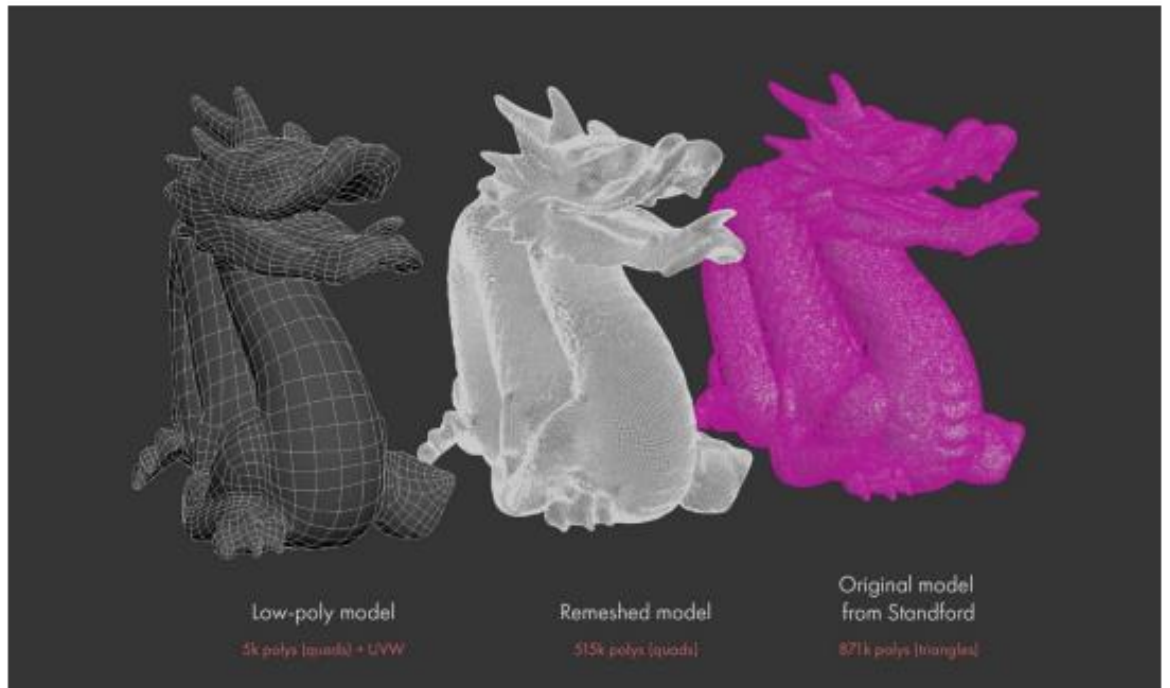 Low-poly model
5k polys (quads) + UVW
Remeshed model
515k polys (quads)
Original model
from Standford
871k polys (triangles)